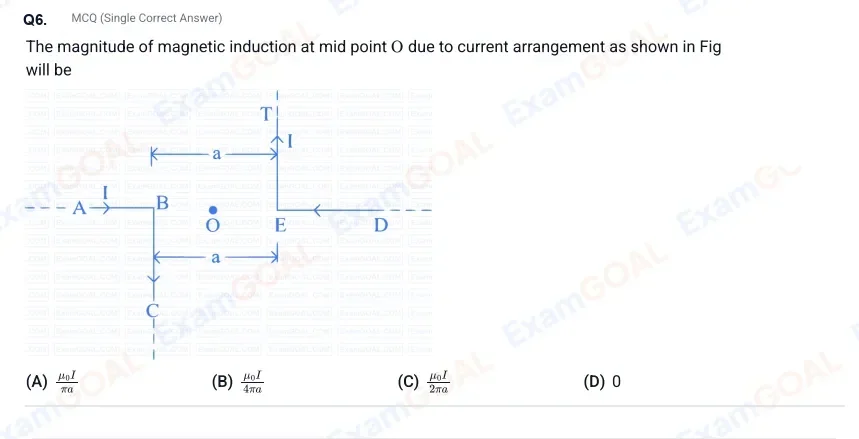 Q6. MCQ (Single Correct Answer)
The magnitude of magnetic induction at mid point O due to current arrangement as shown in Fig
will be
T
I
a
I
A
B
O
E
D
a
C
(A) μ₀I/πa (B) μ₀I/4πa (C) μ₀I/2πa (D) 0
ExamGOAL